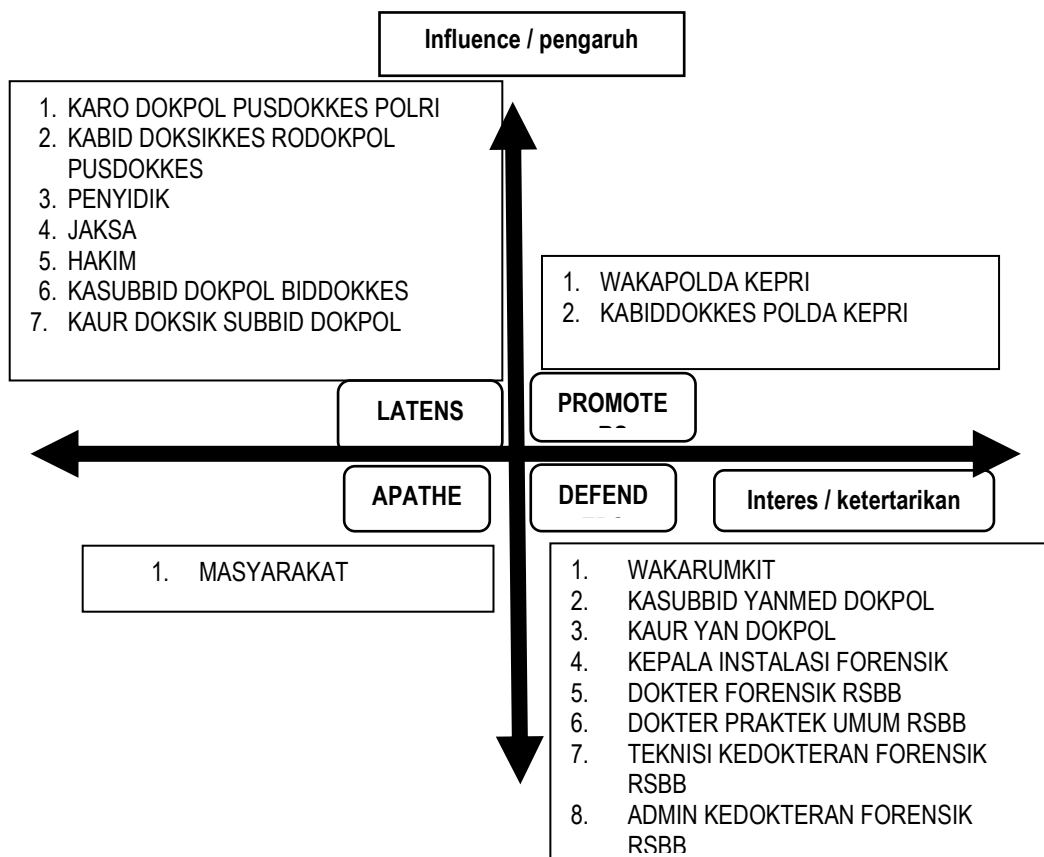 Influence / pengaruh
1. KARO DOKPOL PUSDOKKES POLRI
2. KABID DOKSIKKES RODOKPOL
PUSDOKKES
3. PENYIDIK
4. JAKSA
5. HAKIM
6. KASUBBID DOKPOL BIDDOKKES
7. KAUR DOKSIK SUBBID DOKPOL
1. WAKAPOLDA KEPRI
2. KABIDDOKKES POLDA KEPRI
LATENS
PROMOTE
APATHE
DEFEND
Interes / ketertarikan
1. MASYARAKAT
1. WAKARUMKIT
2. KASUBBID YANMED DOKPOL
3. KAUR YAN DOKPOL
4. KEPALA INSTALASI FORENSIK
5. DOKTER FORENSIK RSBB
6. DOKTER PRAKTEK UMUM RSBB
7. TEKNISI KEDOKTERAN FORENSIK
RSBB
8. ADMIN KEDOKTERAN FORENSIK
RSBB